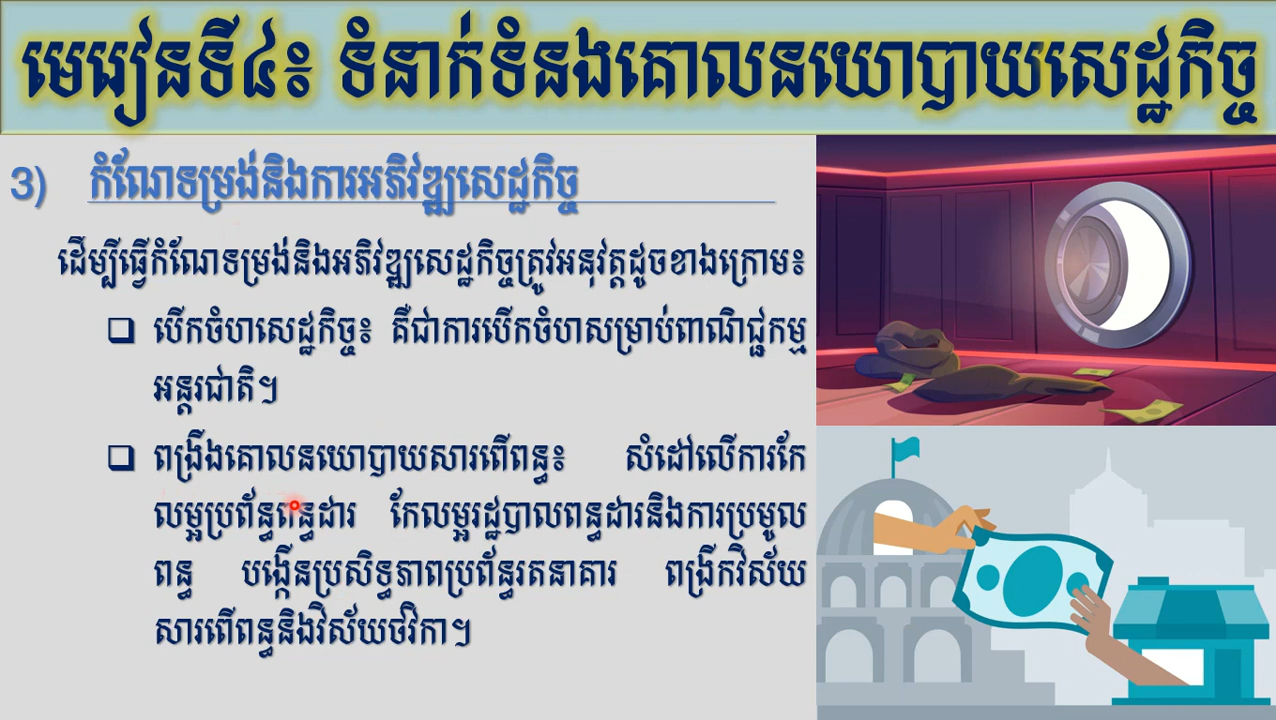 មេរៀនទី៤៖ ទំនាក់ទំនងគោលនយោបាយសេដ្ឋកិច្ច
3) កំណែទម្រង់និងការអភិវឌ្ឍសេដ្ឋកិច្ច
ដើម្បីធ្វើកំណែទម្រង់និងអភិវឌ្ឍសេដ្ឋកិច្ចត្រូវអនុវត្តដូចខាងក្រោម៖
❑ បើកចំហសេដ្ឋកិច្ច៖ គឺជាការបើកចំហសម្រាប់ពាណិជ្ជកម្ម
អន្តរជាតិ។
❑ ពង្រឹងគោលនយោបាយសារពើពន្ធ៖ សំដៅលើការកែ
លម្អប្រព័ន្ធពន្ធដារ កែលម្អរដ្ឋបាលពន្ធដារនិងការប្រមូល
ពន្ធ បង្កើនប្រសិទ្ធភាពប្រព័ន្ធរតនាគារ ពង្រីកវិស័យ
សារពើពន្ធនិងវិស័យថវិកា។